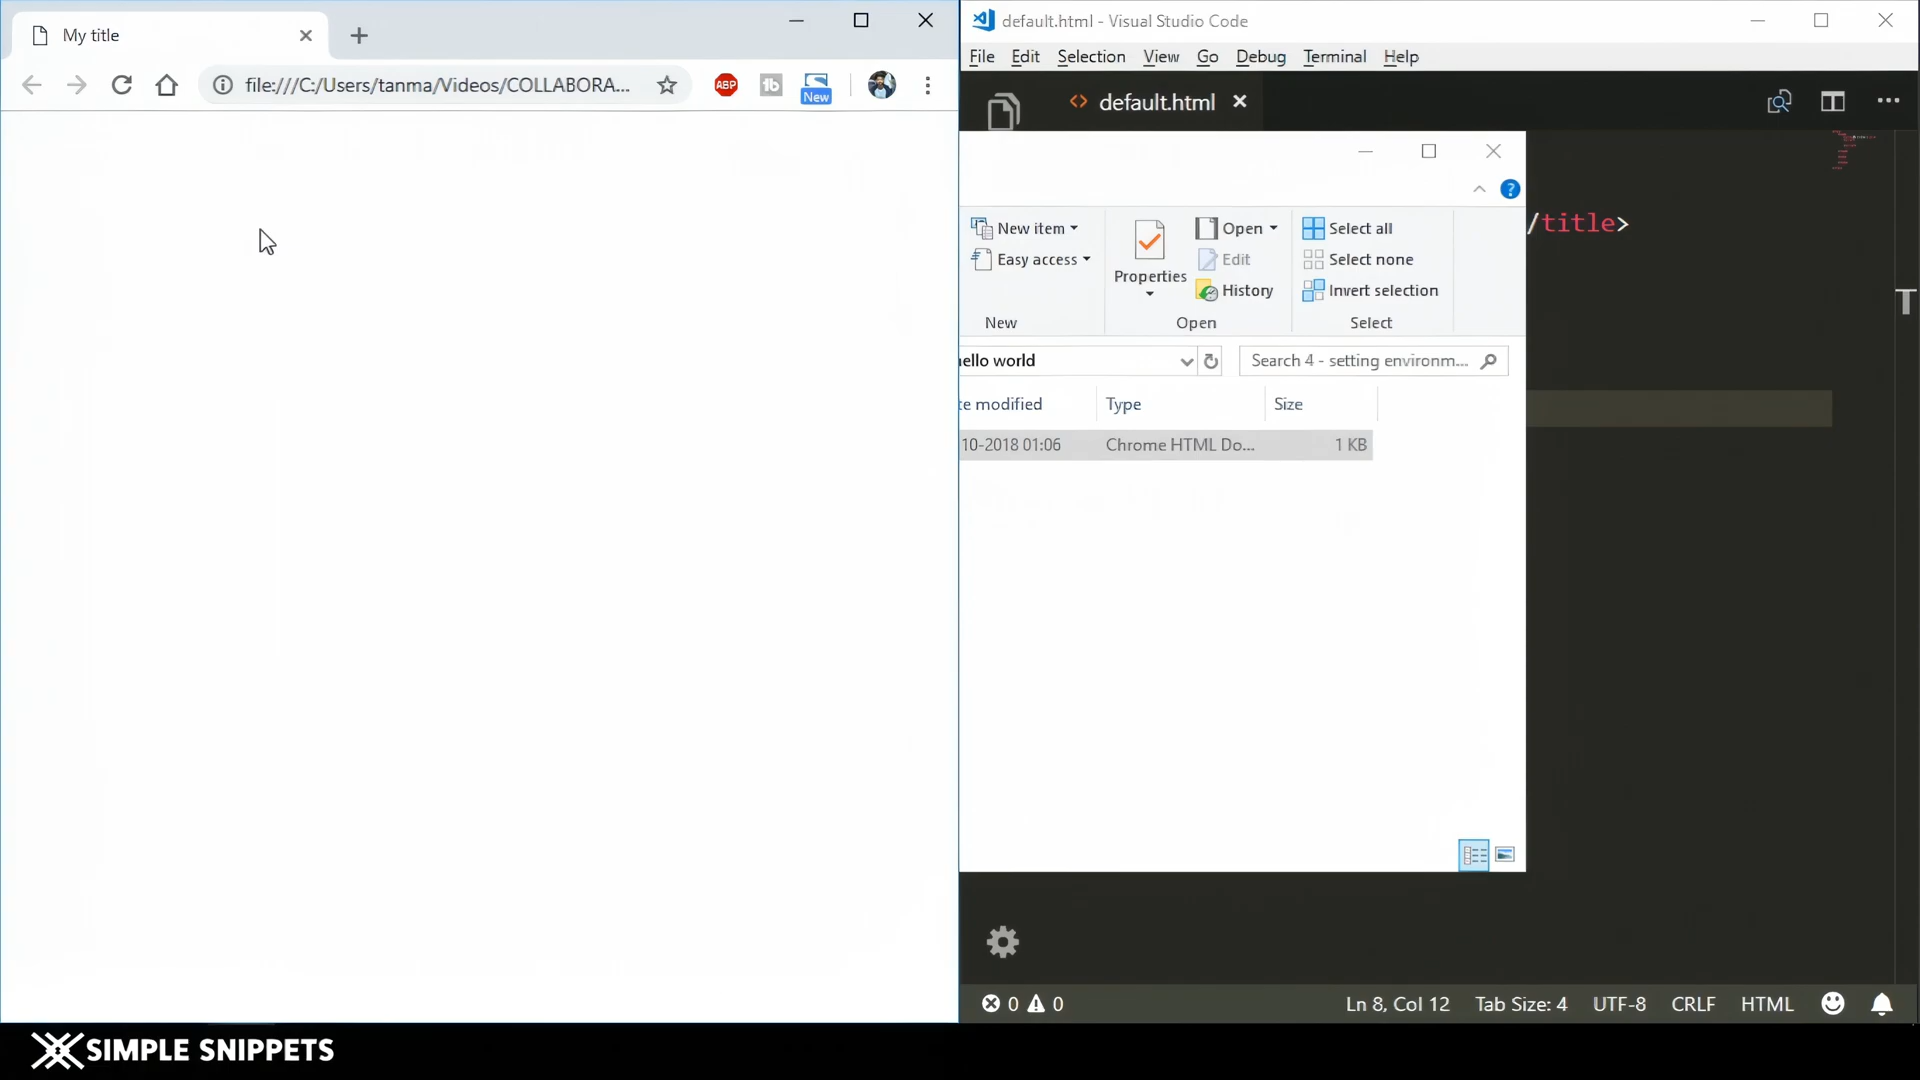 My title
file:///C:/Users/tanma/Videos/COLLABORA...
ABP
New
default.html - Visual Studio Code
File Edit Selection View Go Debug Terminal Help
default.html
/title>
New item
Easy access
New
Properties
Open
Edit
History
Open
Select all
Select none
Invert selection
Select
ello world
Search 4 - setting environm...
te modified Type Size
10-2018 01:06 Chrome HTML Do... 1 KB
0 0 Ln 8, Col 12 Tab Size: 4 UTF-8 CRLF HTML
SIMPLE SNIPPETS